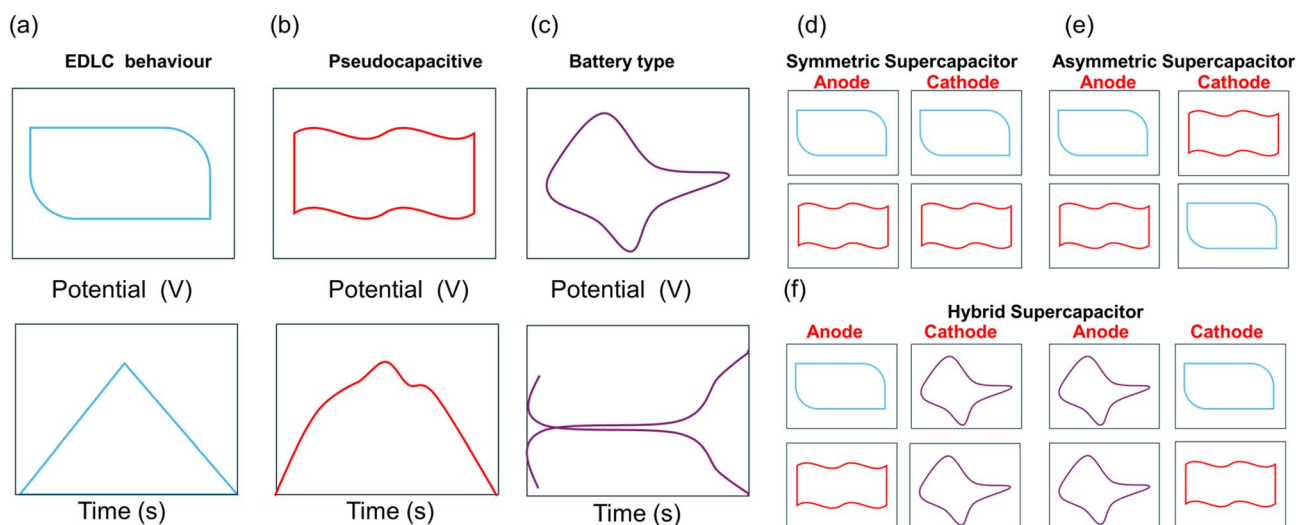 (a)
EDLC behaviour
Potential (V)
Time (s)
(b)
Pseudocapacitive
Potential (V)
Time (s)
(c)
Battery type
Potential (V)
Time (s)
(d)
Symmetric Supercapacitor
Anode Cathode
(e)
Asymmetric Supercapacitor
Anode Cathode
(f)
Hybrid Supercapacitor
Anode Cathode Anode Cathode